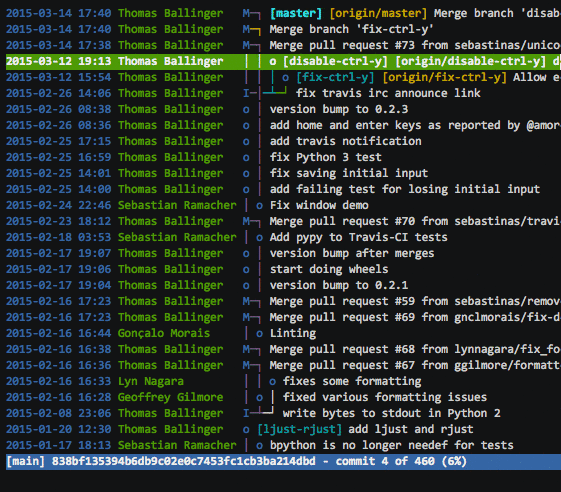 2015-03-14 17:40 Thomas Ballinger M─┐ [master] [origin/master] Merge branch 'disab
2015-03-14 17:40 Thomas Ballinger M─┐ Merge branch 'fix-ctrl-y'
2015-03-14 17:38 Thomas Ballinger M─┐ Merge pull request #73 from sebastinas/unico
2015-03-12 19:13 Thomas Ballinger │ │ o [disable-ctrl-y] [origin/disable-ctrl-y] d
2015-03-12 15:54 Thomas Ballinger │ │ │ o [fix-ctrl-y] [origin/fix-ctrl-y] Allow e
2015-02-26 14:06 Thomas Ballinger I─│─┴─┘ fix travis irc announce link
2015-02-26 08:38 Thomas Ballinger o │ version bump to 0.2.3
2015-02-26 08:36 Thomas Ballinger o │ add home and enter keys as reported by @amor
2015-02-25 17:15 Thomas Ballinger o │ add travis notification
2015-02-25 16:59 Thomas Ballinger o │ fix Python 3 test
2015-02-25 14:01 Thomas Ballinger o │ fix saving initial input
2015-02-25 14:00 Thomas Ballinger o │ add failing test for losing initial input
2015-02-24 22:46 Sebastian Ramacher │ o Fix window demo
2015-02-23 18:12 Thomas Ballinger M─┐ Merge pull request #70 from sebastinas/travi
2015-02-18 03:53 Sebastian Ramacher │ o Add pypy to Travis-CI tests
2015-02-17 19:07 Thomas Ballinger o │ version bump after merges
2015-02-17 19:06 Thomas Ballinger o │ start doing wheels
2015-02-17 19:04 Thomas Ballinger o │ version bump to 0.2.1
2015-02-16 17:23 Thomas Ballinger M─┐ Merge pull request #59 from sebastinas/remov
2015-02-16 17:23 Thomas Ballinger M─┐ Merge pull request #69 from gnclmorais/fix-d
2015-02-16 16:44 Gonçalo Morais │ o Linting
2015-02-16 16:38 Thomas Ballinger M─┐ Merge pull request #68 from lynnagara/fix_fo
2015-02-16 16:36 Thomas Ballinger M─┐ Merge pull request #67 from ggilmore/formatt
2015-02-16 16:33 Lyn Nagara │ │ o fixes some formatting
2015-02-16 16:28 Geoffrey Gilmore │ o │ fixed various formatting issues
2015-02-08 23:06 Thomas Ballinger I─┴─┘ write bytes to stdout in Python 2
2015-01-20 12:30 Thomas Ballinger o [ljust-rjust] add ljust and rjust
2015-01-17 18:13 Sebastian Ramacher │ o bpython is no longer needef for tests
[main] 838bf135394b6db9c02e0c7453fc1cb3ba214dbd - commit 4 of 460 (6%)